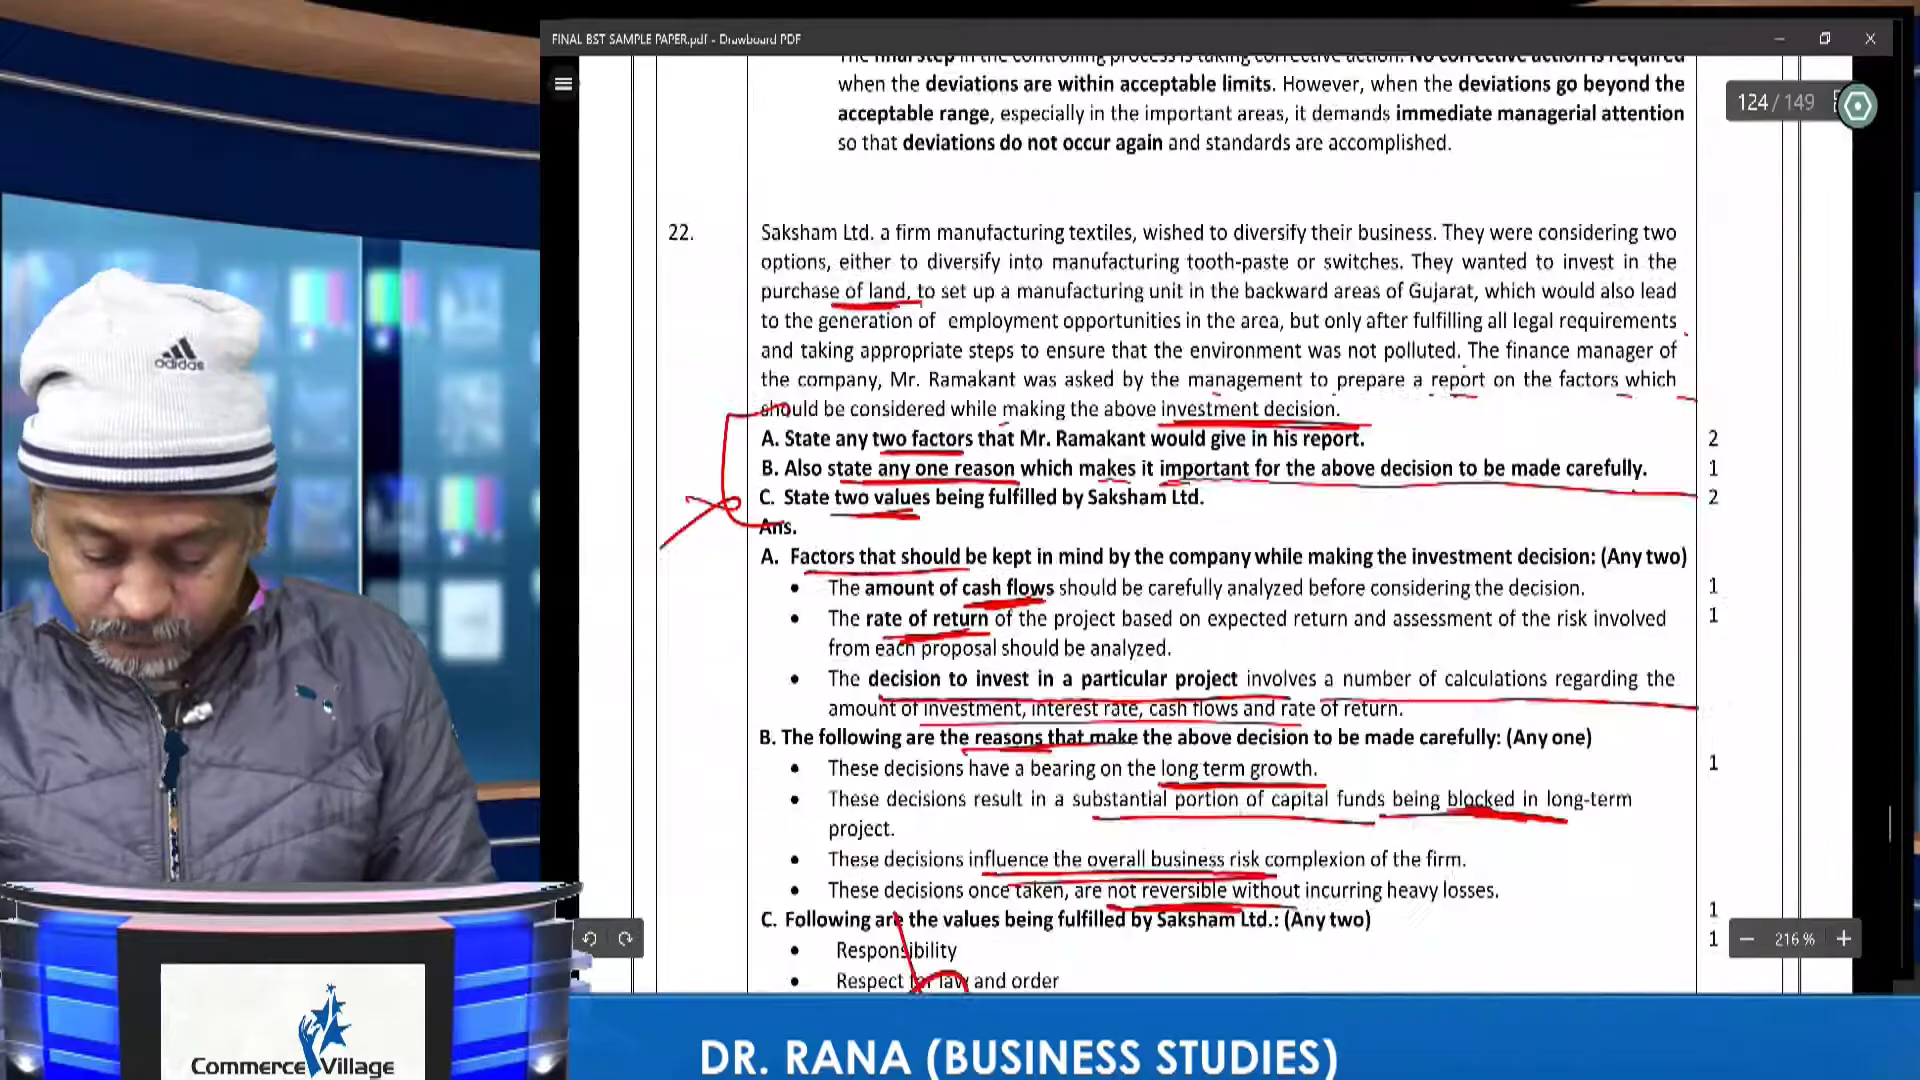 FINAL BST SAMPLE PAPER.pdf - Drawboard PDF
124 / 149
The final step in the controlling process is taking corrective action. No corrective action is required
when the deviations are within acceptable limits. However, when the deviations go beyond the
acceptable range, especially in the important areas, it demands immediate managerial attention
so that deviations do not occur again and standards are accomplished.
22.
Saksham Ltd. a firm manufacturing textiles, wished to diversify their business. They were considering two
options, either to diversify into manufacturing tooth-paste or switches. They wanted to invest in the
purchase of land, to set up a manufacturing unit in the backward areas of Gujarat, which would also lead
to the generation of employment opportunities in the area, but only after fulfilling all legal requirements
and taking appropriate steps to ensure that the environment was not polluted. The finance manager of
the company, Mr. Ramakant was asked by the management to prepare a report on the factors which
should be considered while making the above investment decision.
A. State any two factors that Mr. Ramakant would give in his report. 2
B. Also state any one reason which makes it important for the above decision to be made carefully. 1
C. State two values being fulfilled by Saksham Ltd. 2
Ans.
A. Factors that should be kept in mind by the company while making the investment decision: (Any two)
• The amount of cash flows should be carefully analyzed before considering the decision. 1
• The rate of return of the project based on expected return and assessment of the risk involved 1
from each proposal should be analyzed.
• The decision to invest in a particular project involves a number of calculations regarding the
amount of investment, interest rate, cash flows and rate of return.
B. The following are the reasons that make the above decision to be made carefully: (Any one)
• These decisions have a bearing on the long term growth. 1
• These decisions result in a substantial portion of capital funds being blocked in long-term
project.
• These decisions influence the overall business risk complexion of the firm.
• These decisions once taken, are not reversible without incurring heavy losses.
C. Following are the values being fulfilled by Saksham Ltd.: (Any two) 1
• Responsibility 1
• Respect for law and order
216 %
adidas
Commerce Village
DR. RANA (BUSINESS STUDIES)